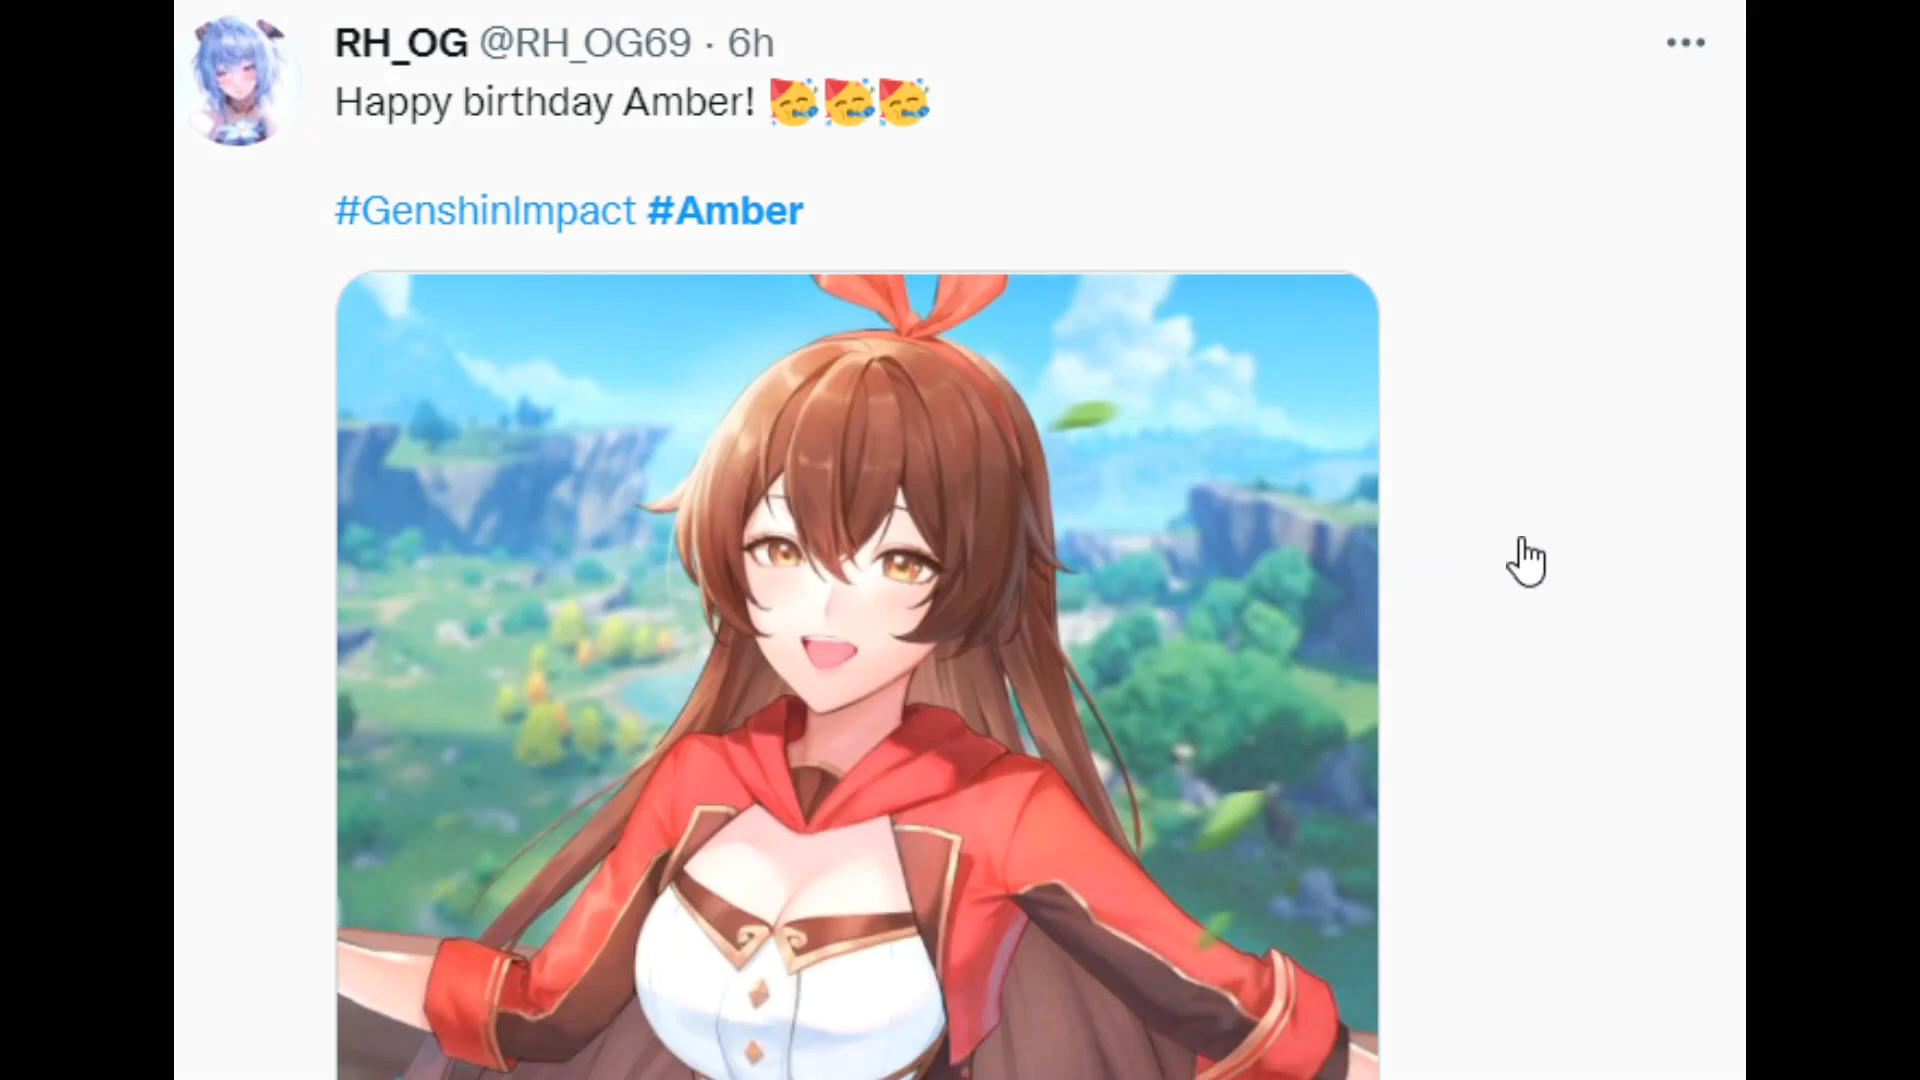 RH_OG @RH_OG69 · 6h
Happy birthday Amber! 🥳🥳🥳
#GenshinImpact #Amber